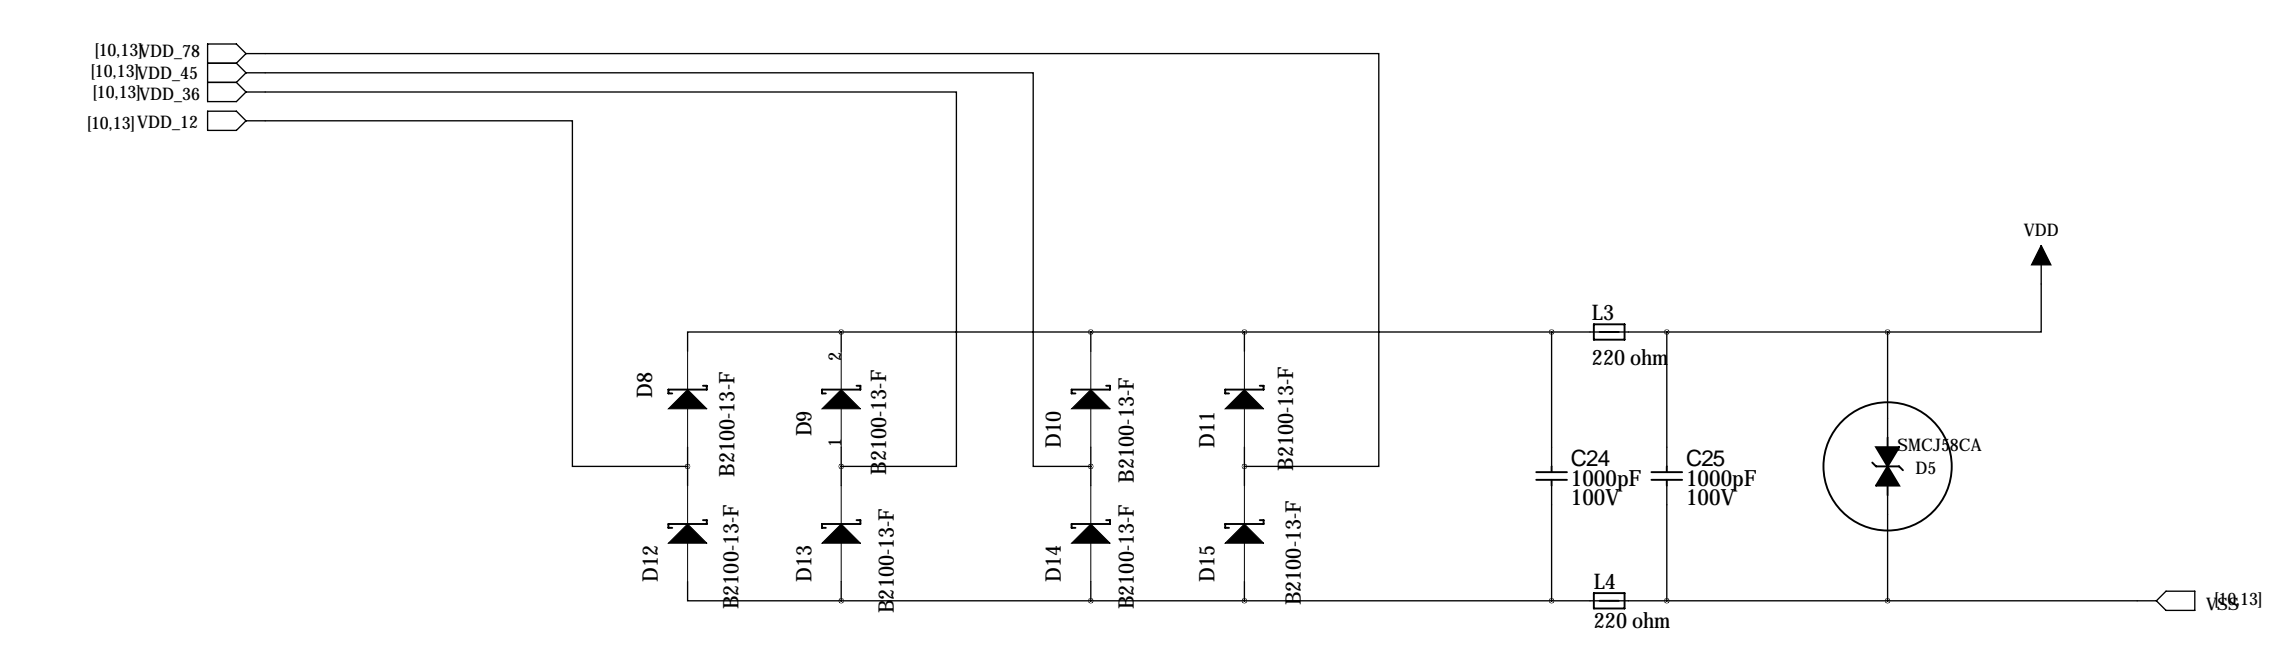 [10,13] VDD_78
[10,13] VDD_45
[10,13] VDD_36
[10,13] VDD_12
VDD
L3
220 ohm
D8
B2100-13-F
2
D9
1
B2100-13-F
D10
B2100-13-F
D11
B2100-13-F
C24
1000pF
100V
C25
1000pF
100V
SMCJ58CA
D5
D12
B2100-13-F
D13
B2100-13-F
D14
B2100-13-F
D15
B2100-13-F
L4
220 ohm
VSS [10,13]